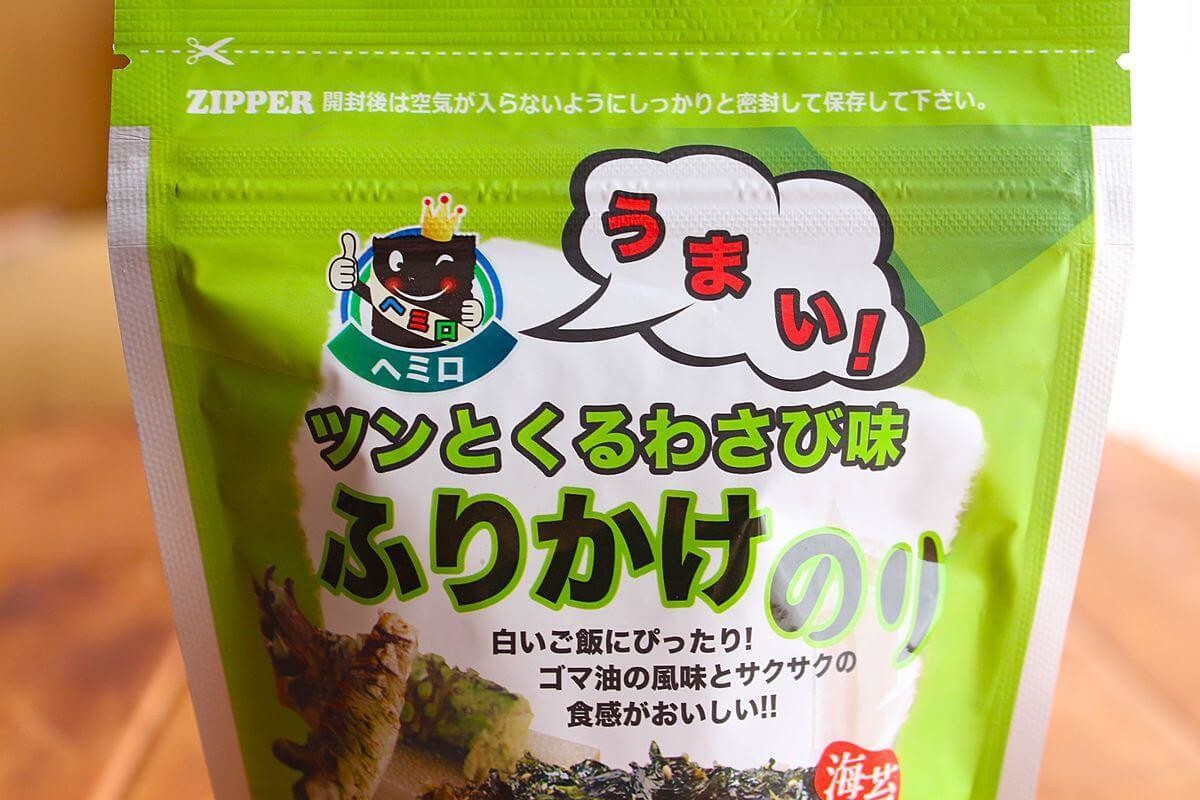 ZIPPER 開封後は空気が入らないようにしっかりと密封して保存して下さい。
うまい!
ヘミロ
ヘミロ
ツンとくるわさび味
ふりかけのり
白いご飯にぴったり!
ゴマ油の風味とサクサクの
食感がおいしい!!
海苔